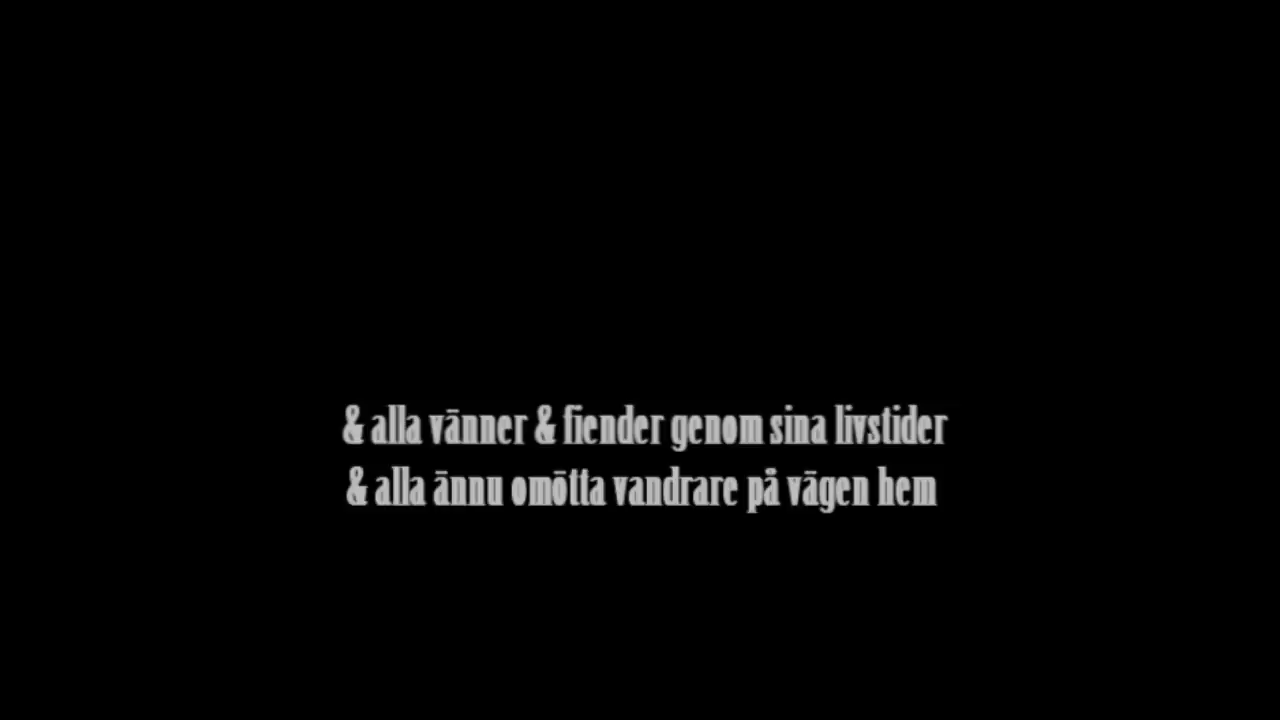 & alla vänner & fiender genom sina livstider
& alla ännu omötta vandrare på vägen hem